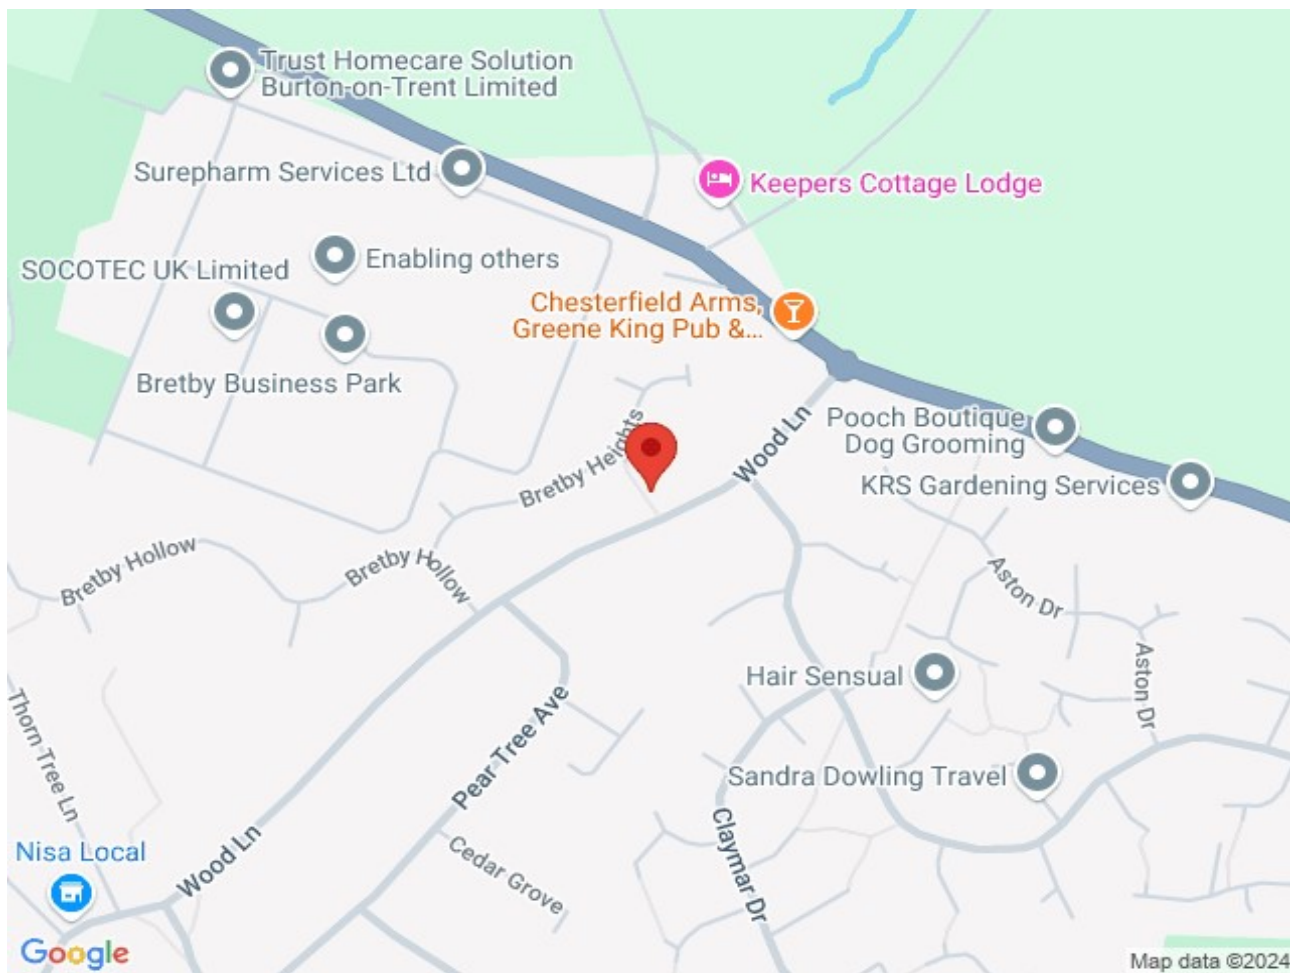 Trust Homecare Solution
Burton-on-Trent Limited
Surepharm Services Ltd
Keepers Cottage Lodge
Enabling others
SOCOTEC UK Limited
Chesterfield Arms,
Greene King Pub &...
Bretby Business Park
Pooch Boutique
Dog Grooming
Wood Ln
Bretby Heights
KRS Gardening Services
Bretby Hollow
Bretby Hollow
Aston Dr
Hair Sensual
Aston Dr
Thorn Tree Ln
Pear Tree Ave
Sandra Dowling Travel
Claymar Dr
Wood Ln
Nisa Local
Cedar Grove
Google
Map data ©2024